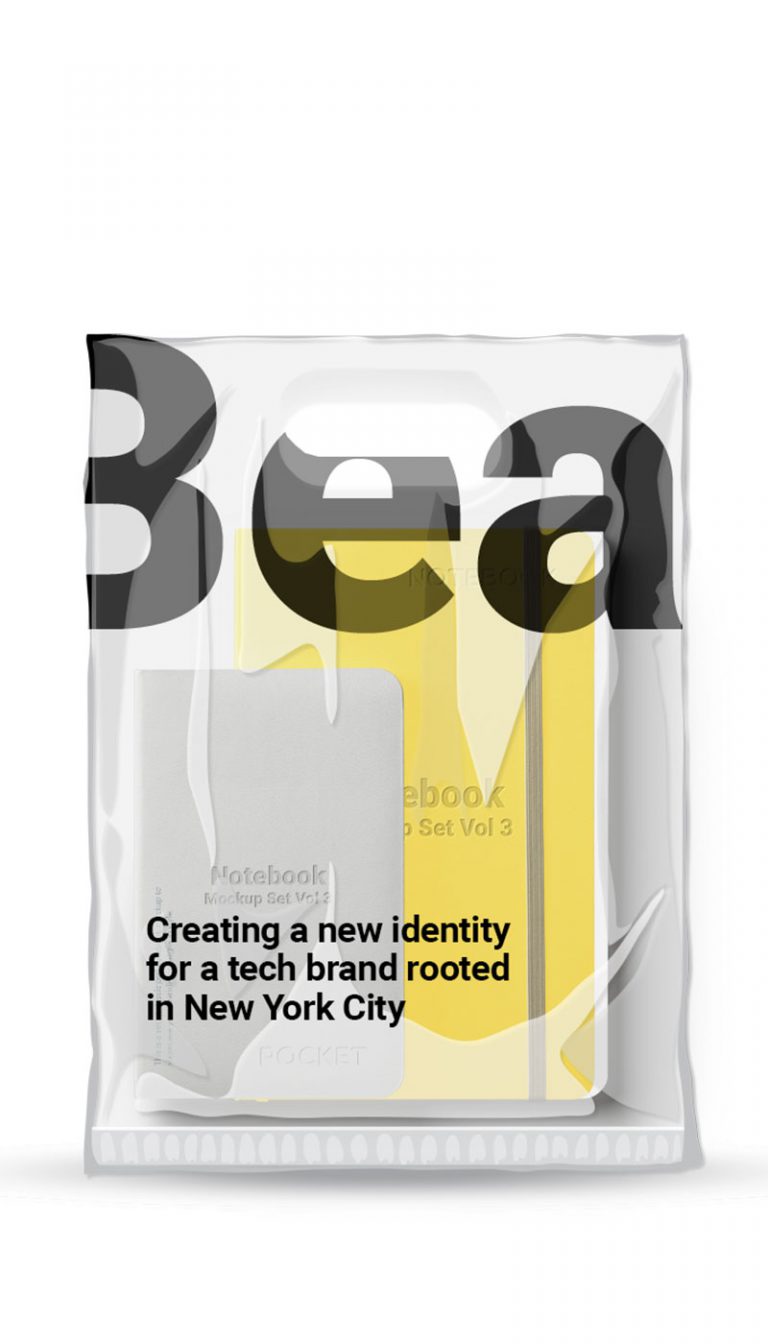 Bea
NOTEBOOK
ebook
p Set Vol 3
Notebook
Mockup Set Vol 3
Creating a new identity
for a tech brand rooted
in New York City
POCKET